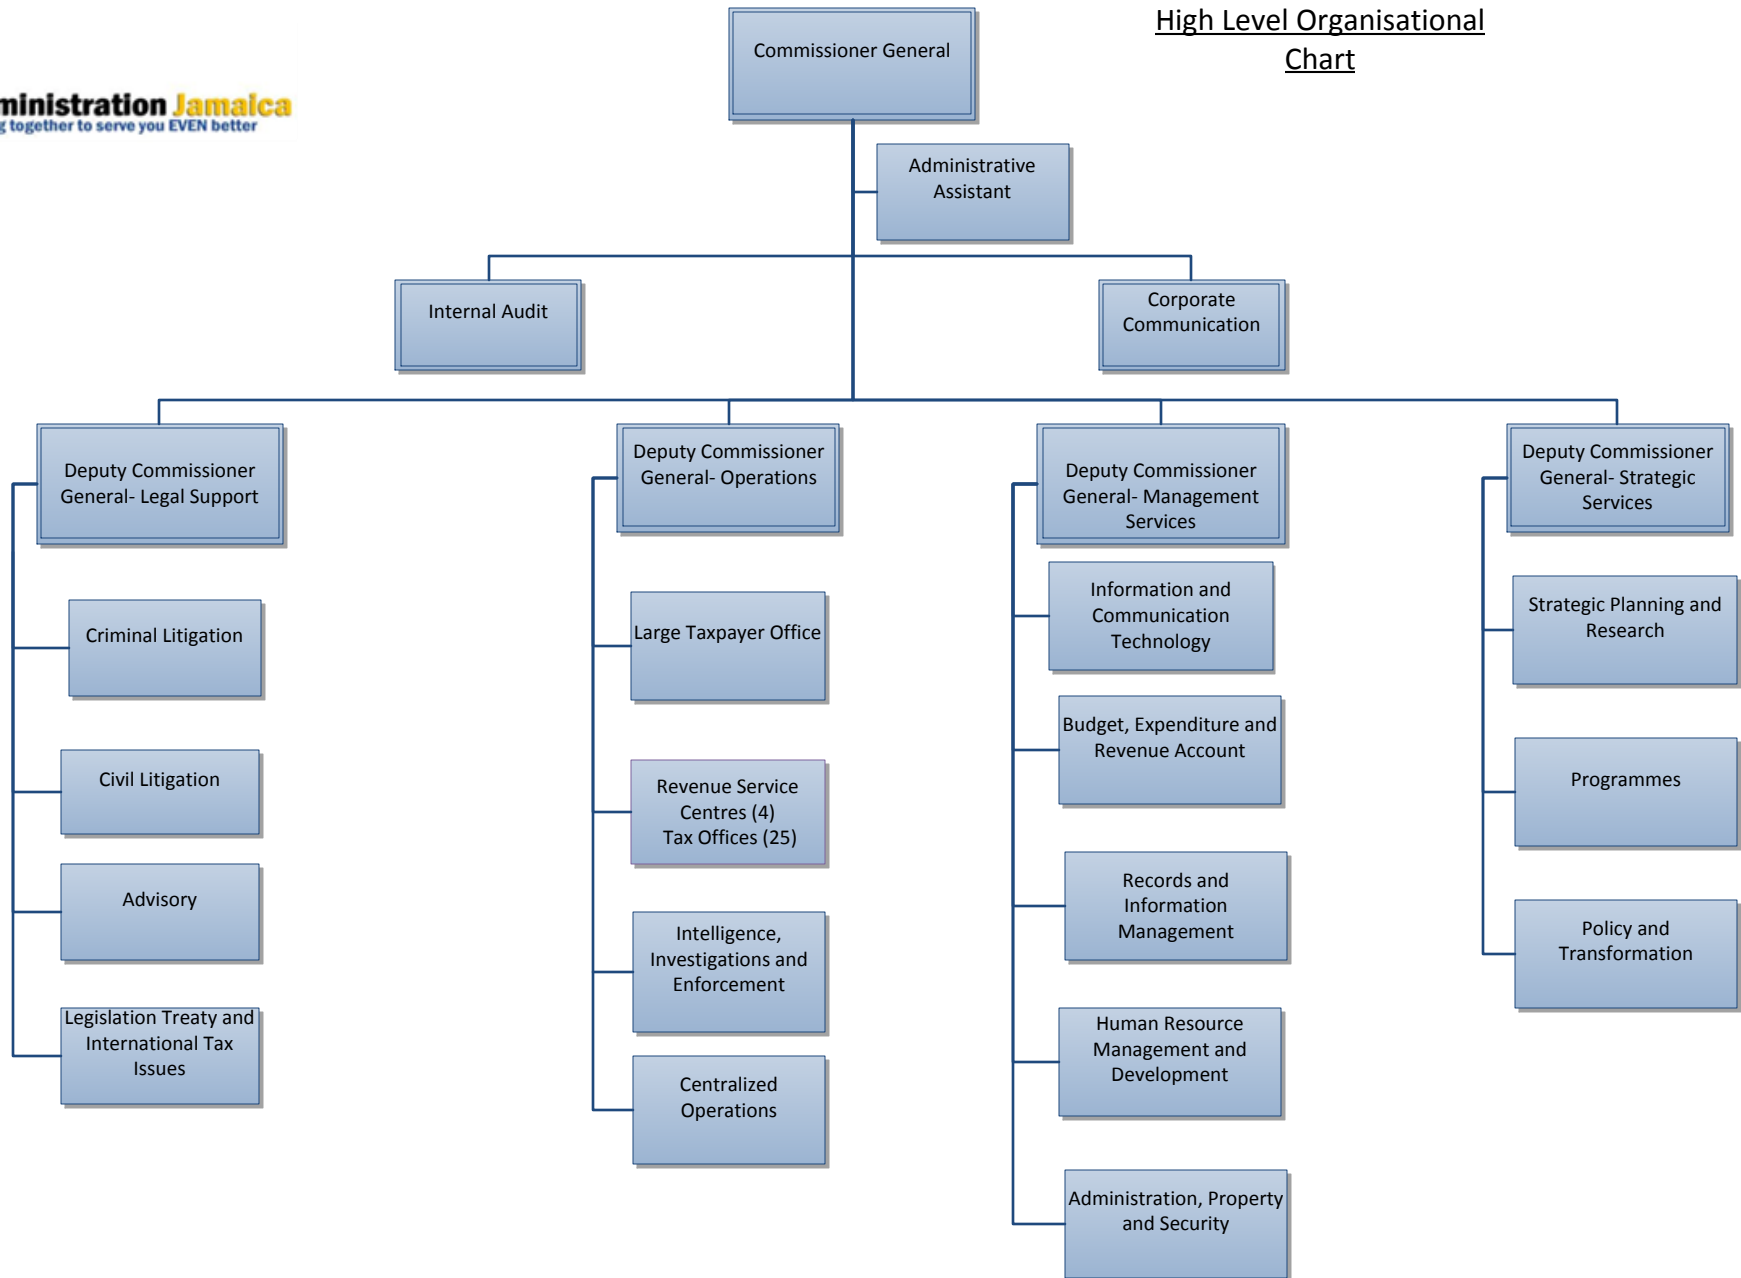 High Level Organisational
Chart
Commissioner General
ministration Jamaica
g together to serve you EVEN better
Administrative
Assistant
Internal Audit
Corporate
Communication
Deputy Commissioner
General- Legal Support
Deputy Commissioner
General- Operations
Deputy Commissioner
General- Management
Services
Deputy Commissioner
General- Strategic
Services
Criminal Litigation
Civil Litigation
Advisory
Legislation Treaty and
International Tax
Issues
Large Taxpayer Office
Revenue Service
Centres (4)
Tax Offices (25)
Intelligence,
Investigations and
Enforcement
Centralized
Operations
Information and
Communication
Technology
Budget, Expenditure and
Revenue Account
Records and
Information
Management
Human Resource
Management and
Development
Administration, Property
and Security
Strategic Planning and
Research
Programmes
Policy and
Transformation